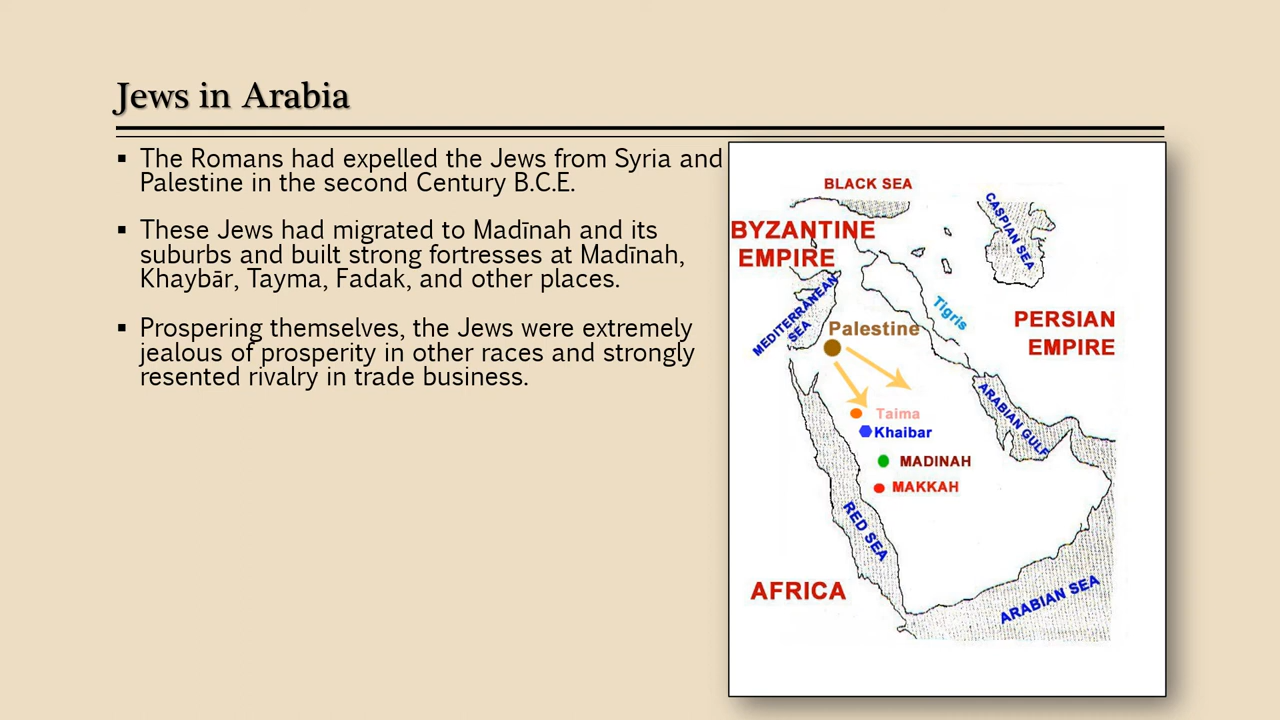 Jews in Arabia
▪ The Romans had expelled the Jews from Syria and
Palestine in the second Century B.C.E.
▪ These Jews had migrated to Madīnah and its
suburbs and built strong fortresses at Madīnah,
Khaybār, Tayma, Fadak, and other places.
▪ Prospering themselves, the Jews were extremely
jealous of prosperity in other races and strongly
resented rivalry in trade business.
BLACK SEA
CASPIAN SEA
BYZANTINE
EMPIRE
MEDITERRANEAN
SEA
Tigris
PERSIAN
EMPIRE
Palestine
ARABIAN GULF
Taima
Khaibar
MADINAH
MAKKAH
RED SEA
AFRICA
ARABIAN SEA